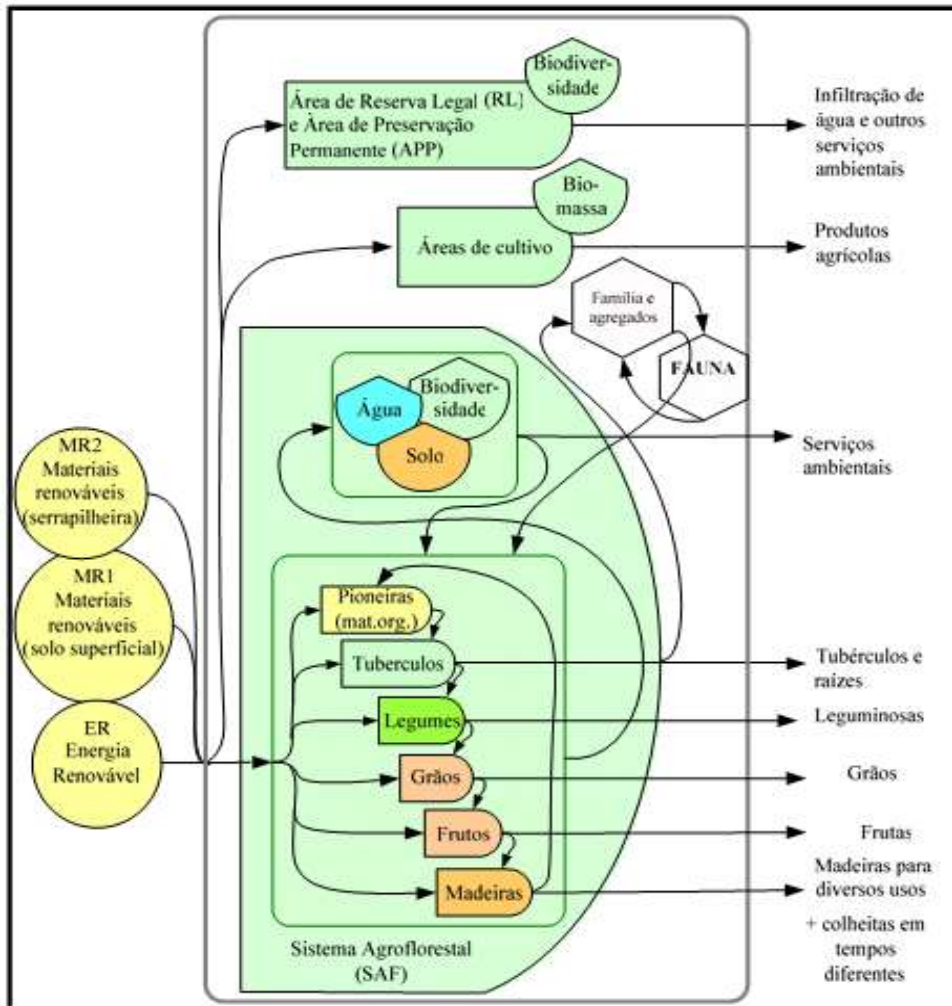 Biodiver-
sidade
Área de Reserva Legal (RL)
e Área de Preservação
Permanente (APP)
Infiltração de
água e outros
serviços
ambientais
Bio-
massa
Áreas de cultivo
Produtos
agrícolas
Família e
agregados
FAUNA
Água
Biodiver-
sidade
Solo
Serviços
ambientais
MR2
Materiais
renováveis
(serrapilheira)
MR1
Materiais
renováveis
(solo superficial)
ER
Energia
Renovável
Pioneiras
(mat.org.)
Tuberculos
Legumes
Grãos
Frutos
Madeiras
Tubérculos e
raízes
Leguminosas
Grãos
Frutas
Madeiras para
diversos usos
+ colheitas em
tempos
diferentes
Sistema Agroflorestal
(SAF)